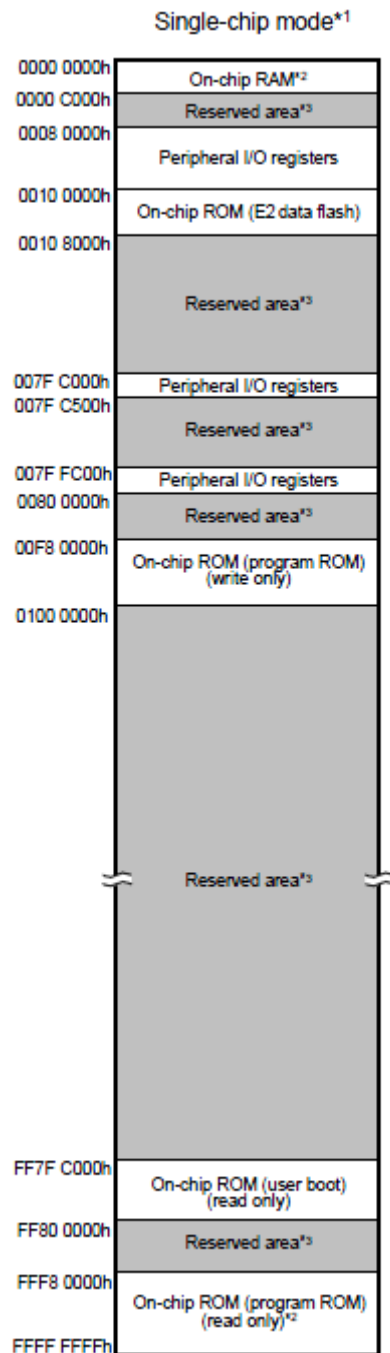 Single-chip mode*1
0000 0000h
On-chip RAM*2
0000 C000h
Reserved area*3
0008 0000h
Peripheral I/O registers
0010 0000h
On-chip ROM (E2 data flash)
0010 8000h
Reserved area*3
007F C000h
Peripheral I/O registers
007F C500h
Reserved area*3
007F FC00h
Peripheral I/O registers
0080 0000h
Reserved area*3
00F8 0000h
On-chip ROM (program ROM)
(write only)
0100 0000h
Reserved area*3
FF7F C000h
On-chip ROM (user boot)
(read only)
FF80 0000h
Reserved area*3
FFF8 0000h
On-chip ROM (program ROM)
(read only)*2
FFFF FFFFh